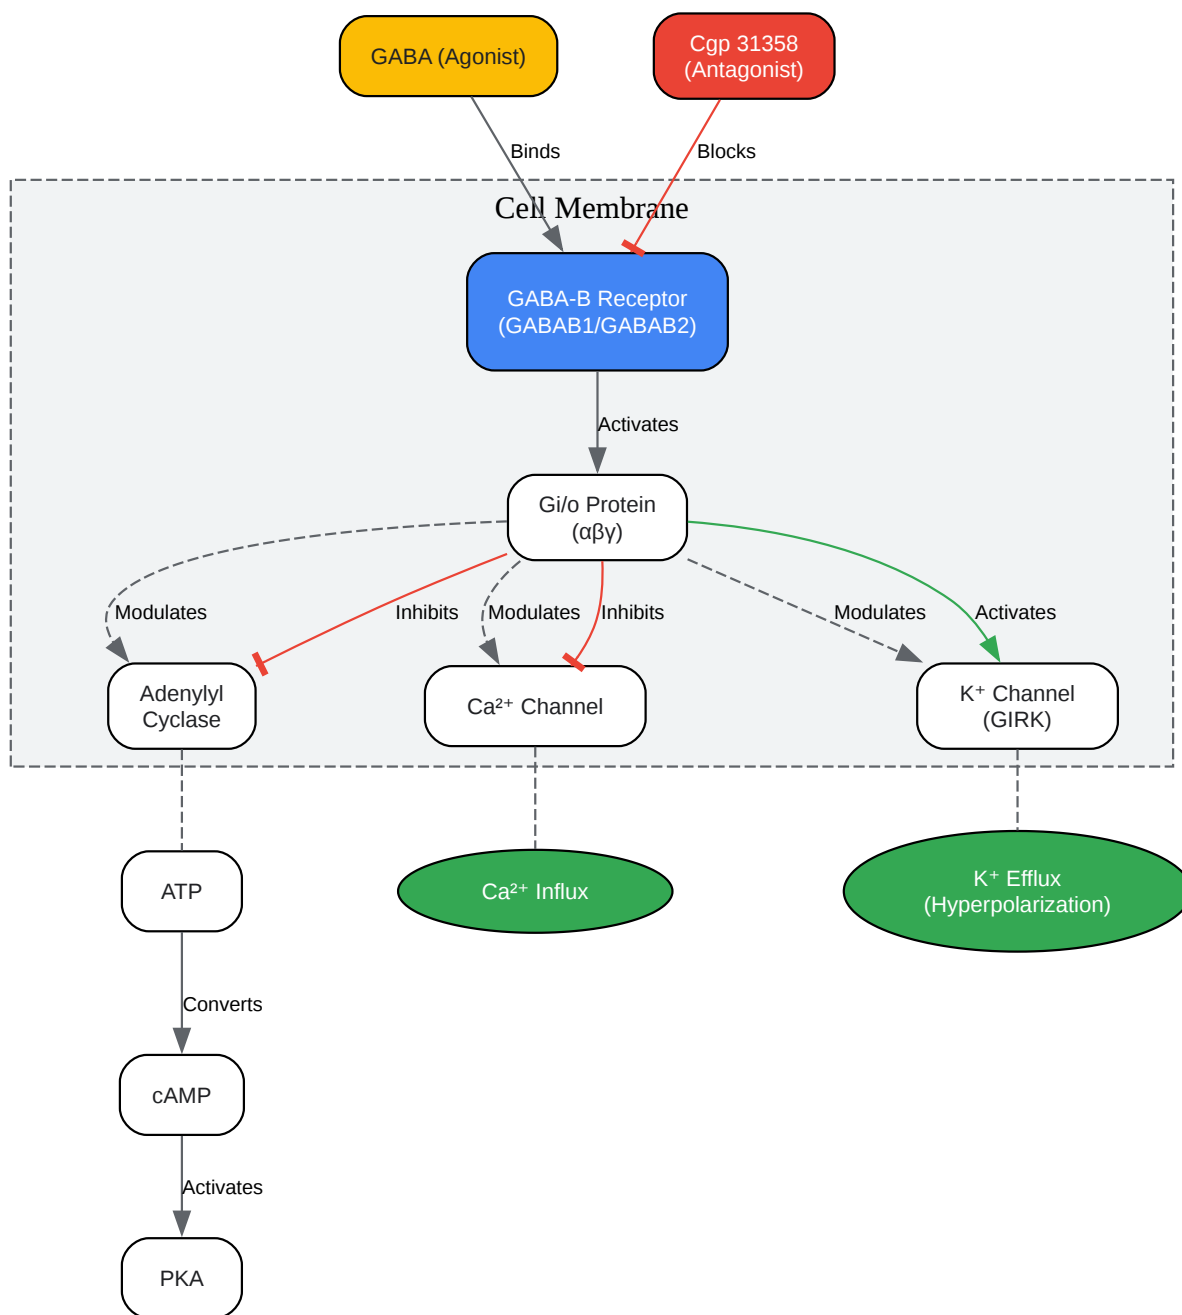 GABA (Agonist)
Cgp 31358
(Antagonist)
Binds
Blocks
Cell Membrane
GABA-B Receptor
(GABAB1/GABAB2)
Activates
Gi/o Protein
(αβγ)
Modulates
Inhibits
Modulates
Inhibits
Modulates
Activates
Adenylyl
Cyclase
Ca²⁺ Channel
K⁺ Channel
(GIRK)
ATP
Ca²⁺ Influx
K⁺ Efflux
(Hyperpolarization)
Converts
cAMP
Activates
PKA